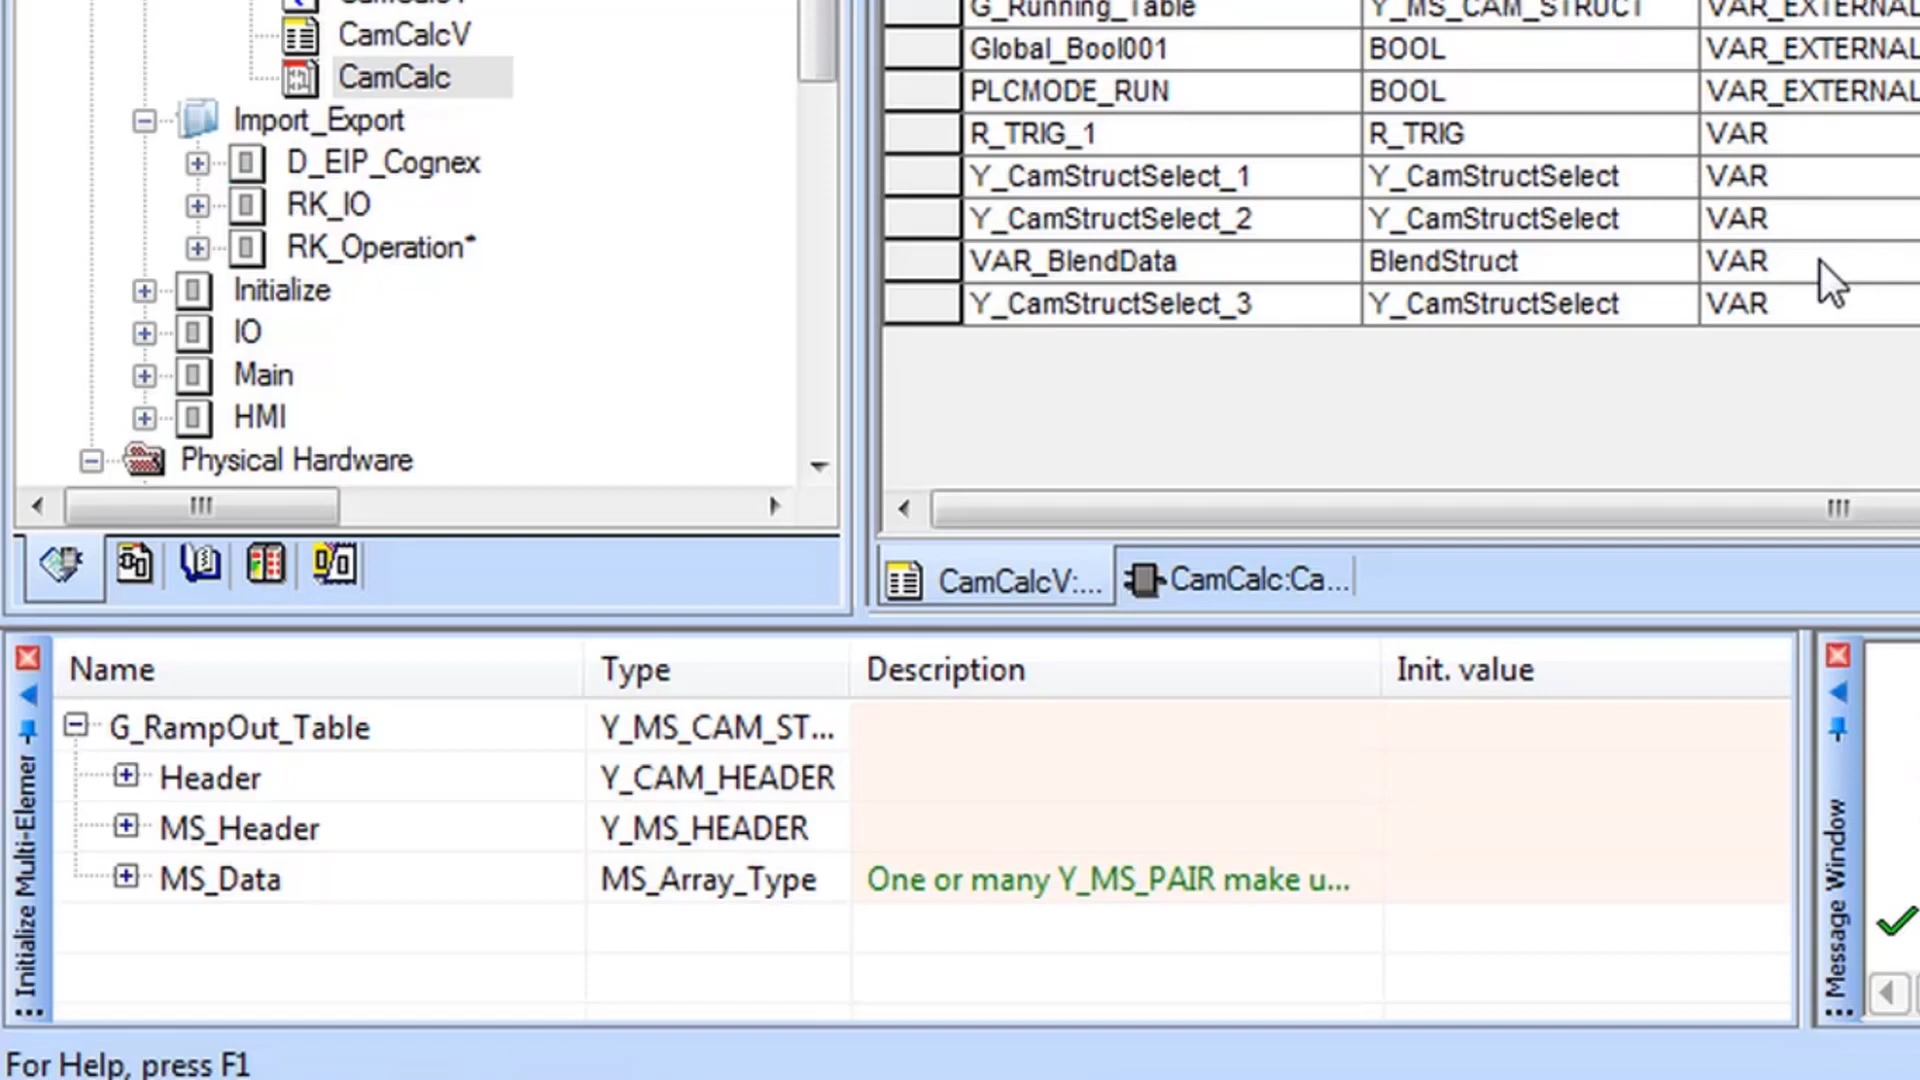 CamCalcV
CamCalc
Import_Export
D_EIP_Cognex
RK_IO
RK_Operation*
Initialize
IO
Main
HMI
Physical Hardware
G_Running_Table Y_MS_CAM_STRUCT VAR_EXTERNAL
Global_Bool001 BOOL VAR_EXTERNAL
PLCMODE_RUN BOOL VAR_EXTERNAL
R_TRIG_1 R_TRIG VAR
Y_CamStructSelect_1 Y_CamStructSelect VAR
Y_CamStructSelect_2 Y_CamStructSelect VAR
VAR_BlendData BlendStruct VAR
Y_CamStructSelect_3 Y_CamStructSelect VAR
CamCalcV:... CamCalc:Ca...
Initialize Multi-Elemer
Name Type Description Init. value
G_RampOut_Table Y_MS_CAM_ST...
Header Y_CAM_HEADER
MS_Header Y_MS_HEADER
MS_Data MS_Array_Type One or many Y_MS_PAIR make u...
Message Window
For Help, press F1